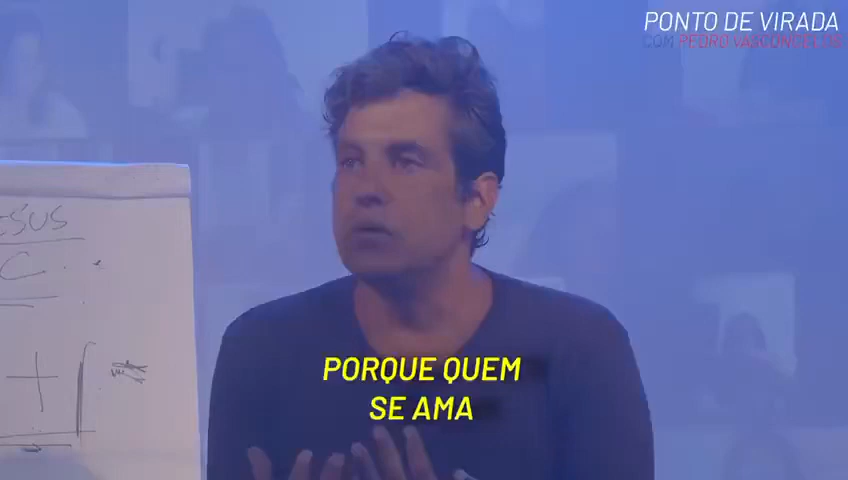 PONTO DE VIRADA
COM PEDRO VASCONCELOS
PORQUE QUEM
SE AMA